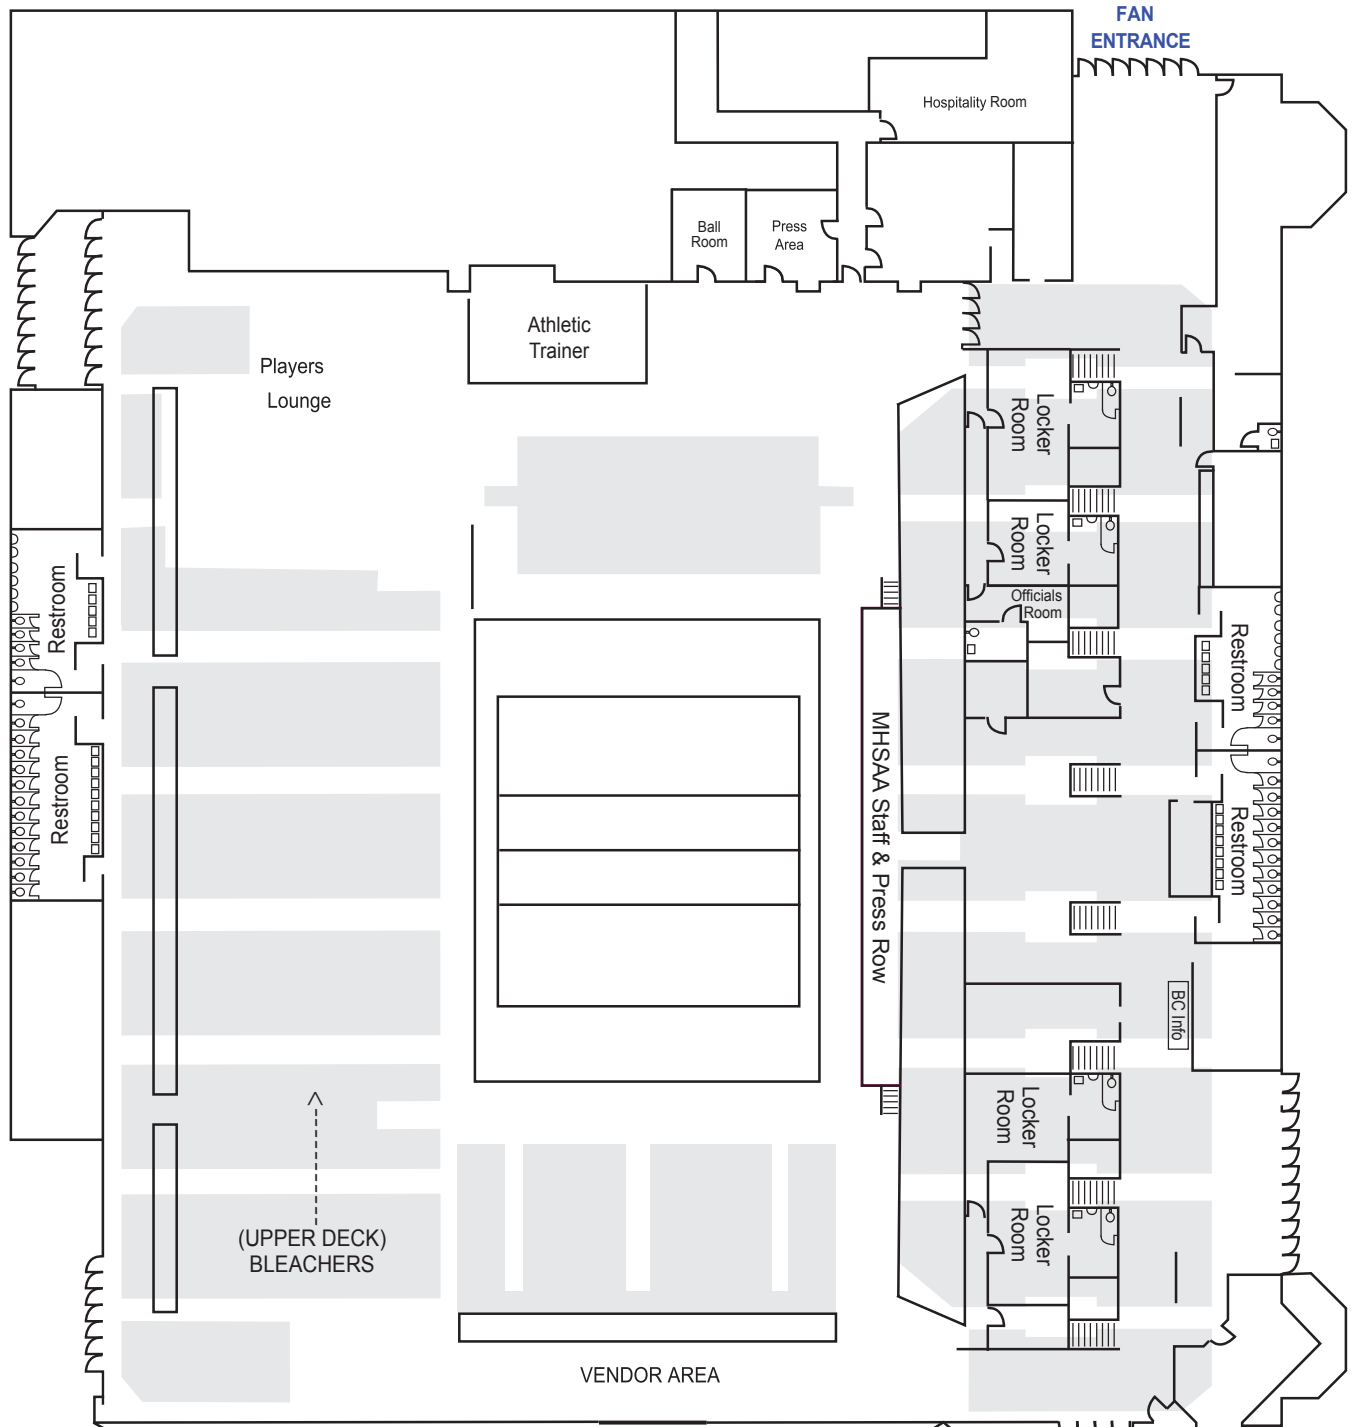 FAN
ENTRANCE
Hospitality Room
Ball
Room
Press
Area
Athletic
Trainer
Players
Lounge
Locker
Room
Locker
Room
Officials
Room
Restroom
Restroom
Restroom
Restroom
MHSAA Staff & Press Row
BC Info
Locker
Room
Locker
Room
(UPPER DECK)
BLEACHERS
VENDOR AREA